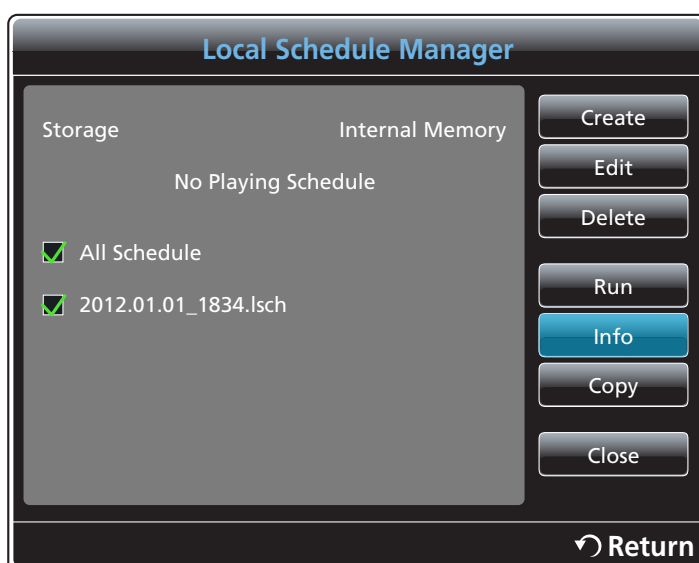 Local Schedule Manager
Storage Internal Memory
No Playing Schedule
All Schedule
2012.01.01_1834.lsch
Create
Edit
Delete
Run
Info
Copy
Close
Return